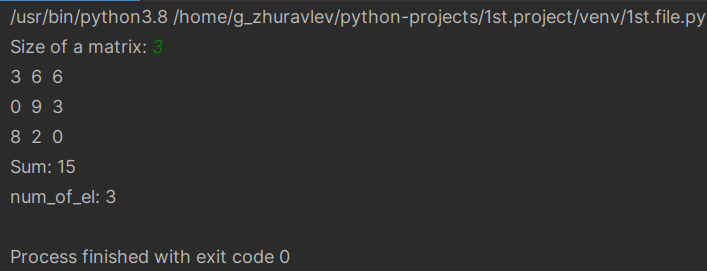 /usr/bin/python3.8 /home/g_zhuravlev/python-projects/1st.project/venv/1st.file.py
Size of a matrix: 3
3 6 6
0 9 3
8 2 0
Sum: 15
num_of_el: 3
Process finished with exit code 0